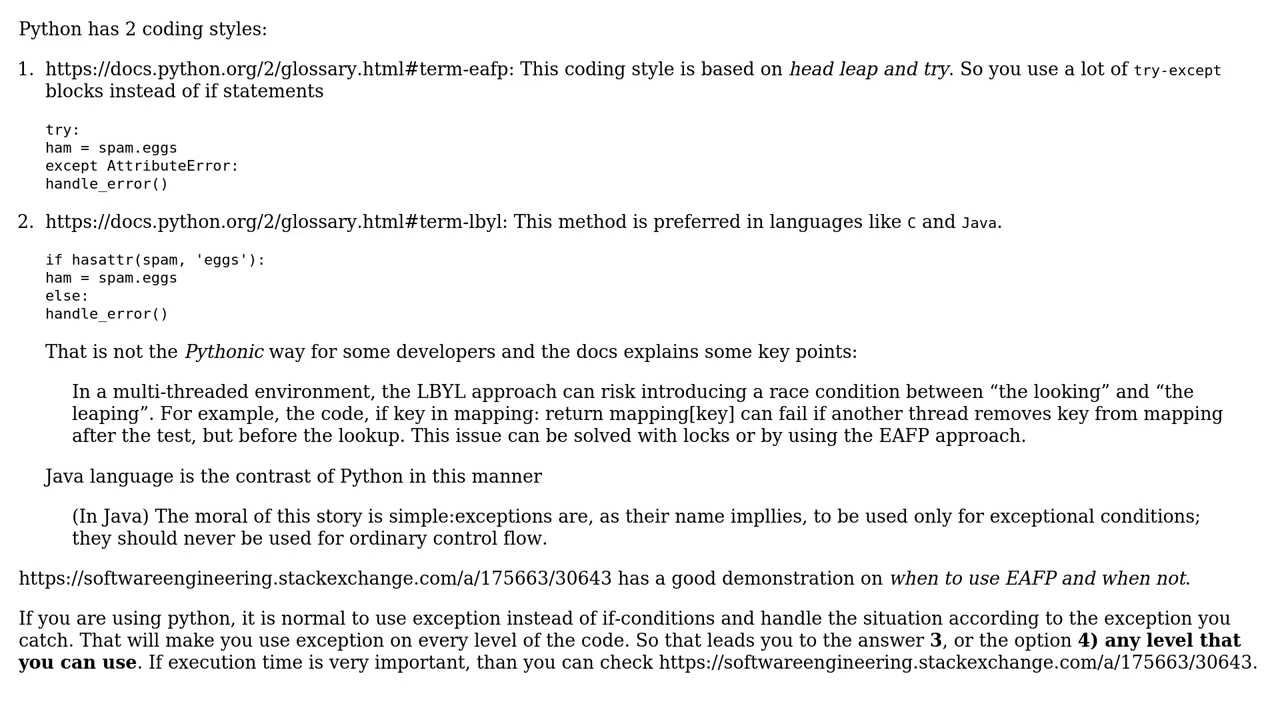 Python has 2 coding styles:
1. https://docs.python.org/2/glossary.html#term-eafp: This coding style is based on head leap and try. So you use a lot of try-except
blocks instead of if statements
try:
ham = spam.eggs
except AttributeError:
handle_error()
2. https://docs.python.org/2/glossary.html#term-lbyl: This method is preferred in languages like C and Java.
if hasattr(spam, 'eggs'):
ham = spam.eggs
else:
handle_error()
That is not the Pythonic way for some developers and the docs explains some key points:
In a multi-threaded environment, the LBYL approach can risk introducing a race condition between “the looking” and “the
leaping”. For example, the code, if key in mapping: return mapping[key] can fail if another thread removes key from mapping
after the test, but before the lookup. This issue can be solved with locks or by using the EAFP approach.
Java language is the contrast of Python in this manner
(In Java) The moral of this story is simple:exceptions are, as their name impllies, to be used only for exceptional conditions;
they should never be used for ordinary control flow.
https://softwareengineering.stackexchange.com/a/175663/30643 has a good demonstration on when to use EAFP and when not.
If you are using python, it is normal to use exception instead of if-conditions and handle the situation according to the exception you
catch. That will make you use exception on every level of the code. So that leads you to the answer 3, or the option 4) any level that
you can use. If execution time is very important, than you can check https://softwareengineering.stackexchange.com/a/175663/30643.